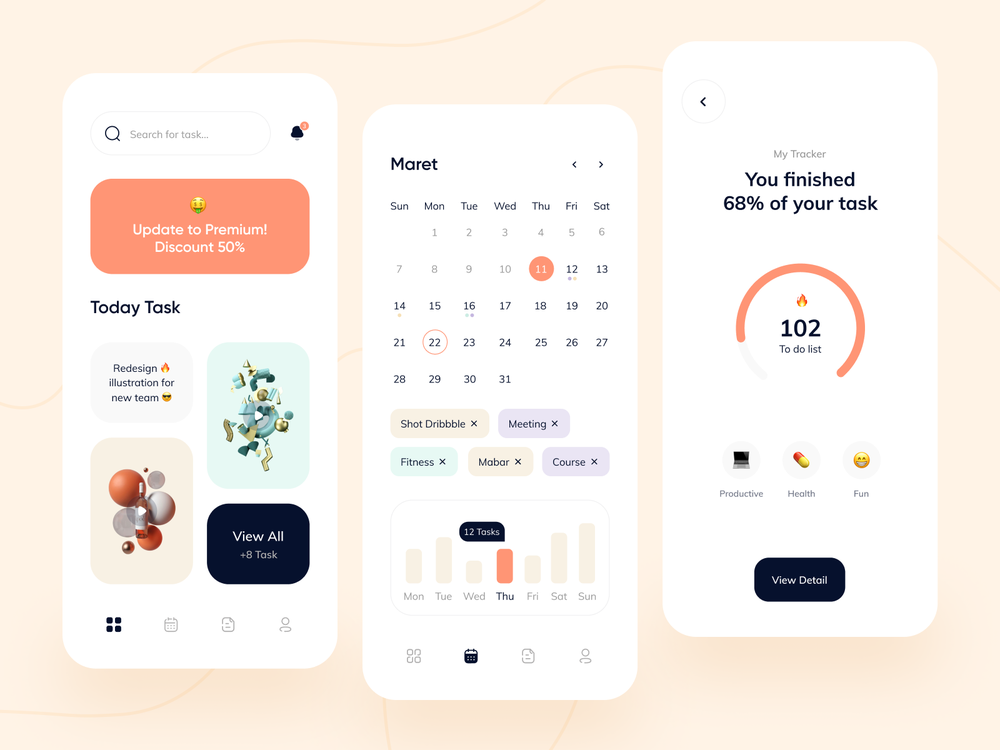 Search for task...
Update to Premium!
Discount 50%
Today Task
Redesign 🔥
illustration for
new team 😎
View All
+8 Task
Maret
Sun Mon Tue Wed Thu Fri Sat
1 2 3 4 5 6
7 8 9 10 11 12 13
14 15 16 17 18 19 20
21 22 23 24 25 26 27
28 29 30 31
Shot Dribbble ✕ Meeting ✕
Fitness ✕ Mabar ✕ Course ✕
12 Tasks
Mon Tue Wed Thu Fri Sat Sun
My Tracker
You finished
68% of your task
102
To do list
Productive Health Fun
View Detail